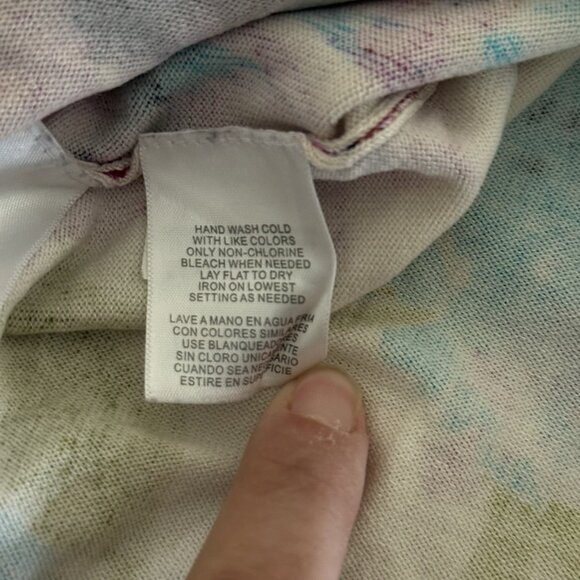 HAND WASH COLD
WITH LIKE COLORS
ONLY NON-CHLORINE
BLEACH WHEN NEEDED
LAY FLAT TO DRY
IRON ON LOWEST
SETTING AS NEEDED
LAVE A MANO EN AGUA FRIA
CON COLORES SIMILARES
USE BLANQUEADORES
SIN CLORO
CUANDO SEA
ESTIRE EN